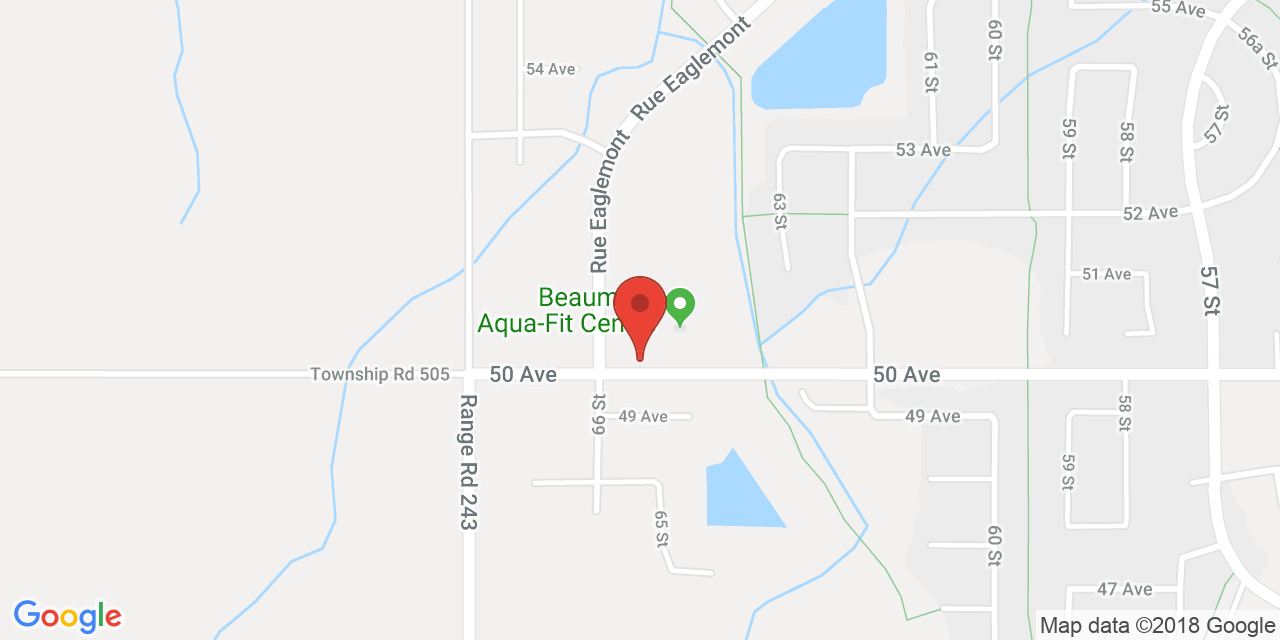 55 Ave
56a St
60 St
61 St
54 Ave
Rue Eaglemont
57 St
59 St
58 St
53 Ave
Rue Eaglemont
63 St
52 Ave
51 Ave
57 St
Beaum
Aqua-Fit Cen
Township Rd 505
50 Ave
50 Ave
66 St
49 Ave
49 Ave
58 St
Range Rd 243
59 St
65 St
60 St
47 Ave
Google
Map data ©2018 Google